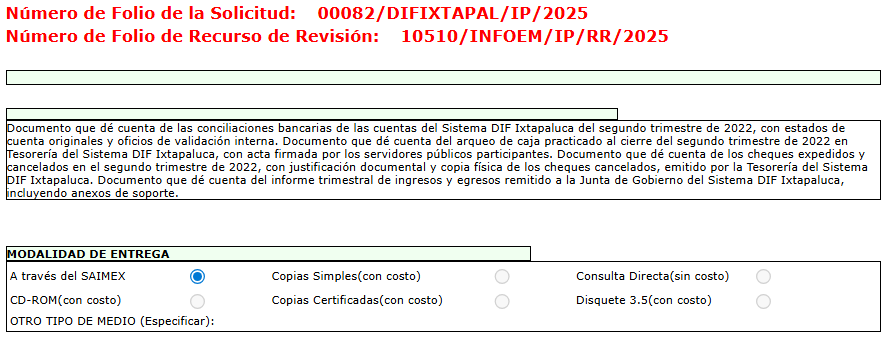 Número de Folio de la Solicitud: 00082/DIFIXTAPAL/IP/2025
Número de Folio de Recurso de Revisión: 10510/INFOEM/IP/RR/2025
Documento que dé cuenta de las conciliaciones bancarias de las cuentas del Sistema DIF Ixtapaluca del segundo trimestre de 2022, con estados de
cuenta originales y oficios de validación interna. Documento que dé cuenta del arqueo de caja practicado al cierre del segundo trimestre de 2022 en
Tesorería del Sistema DIF Ixtapaluca, con acta firmada por los servidores públicos participantes. Documento que dé cuenta de los cheques expedidos y
cancelados en el segundo trimestre de 2022, con justificación documental y copia física de los cheques cancelados, emitido por la Tesorería del Sistema
DIF Ixtapaluca. Documento que dé cuenta del informe trimestral de ingresos y egresos remitido a la Junta de Gobierno del Sistema DIF Ixtapaluca,
incluyendo anexos de soporte.
MODALIDAD DE ENTREGA
A través del SAIMEX Copias Simples(con costo) Consulta Directa(sin costo)
CD-ROM(con costo) Copias Certificadas(con costo) Disquete 3.5(con costo)
OTRO TIPO DE MEDIO (Especificar):